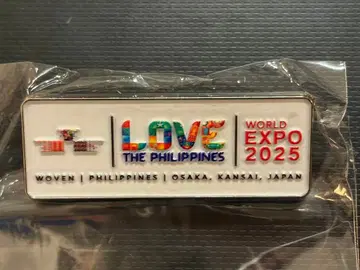 LOVE
THE PHILIPPINES
WORLD
EXPO
2025
WOVEN | PHILIPPINES | OSAKA, KANSAI, JAPAN